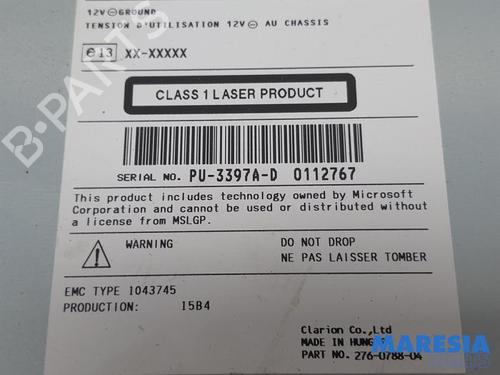 12V⊖GROUND
TENSION D'UTILISATION 12V⊖ AU CHASSIS
e13 XX-XXXXX
CLASS 1 LASER PRODUCT
SERIAL NO. PU-3397A-D 0112767
This product includes technology owned by Microsoft
Corporation and cannot be used or distributed without
a license from MSLGP.
WARNING DO NOT DROP
NE PAS LAISSER TOMBER
EMC TYPE 1043745
PRODUCTION: 15B4
Clarion Co.,Ltd
MADE IN
PART NO. 276-0788-04
B-PARTS
MARESIA